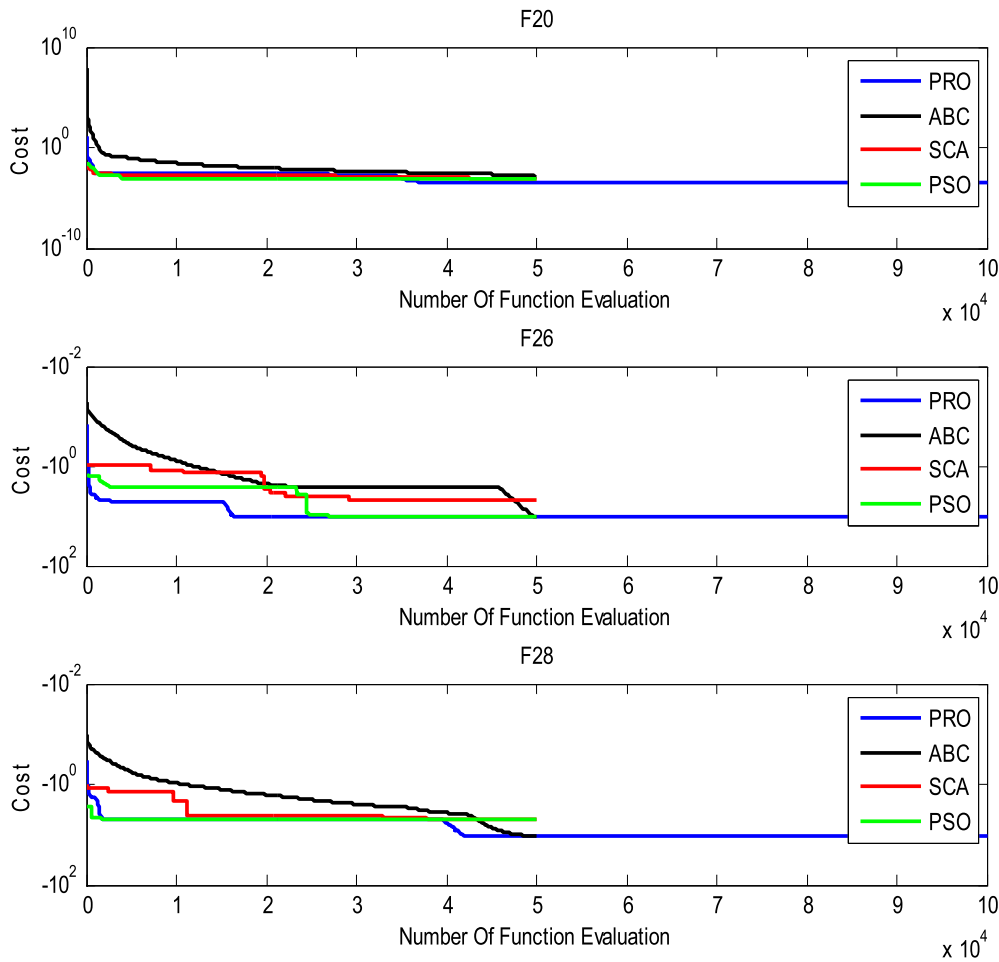 F20
10^10
10^0
10^-10
Cost
PRO
ABC
SCA
PSO
0 1 2 3 4 5 6 7 8 9 10
Number Of Function Evaluation
x 10^4
F26
-10^-2
-10^0
-10^2
Cost
PRO
ABC
SCA
PSO
0 1 2 3 4 5 6 7 8 9 10
Number Of Function Evaluation
x 10^4
F28
-10^-2
-10^0
-10^2
Cost
PRO
ABC
SCA
PSO
0 1 2 3 4 5 6 7 8 9 10
Number Of Function Evaluation
x 10^4